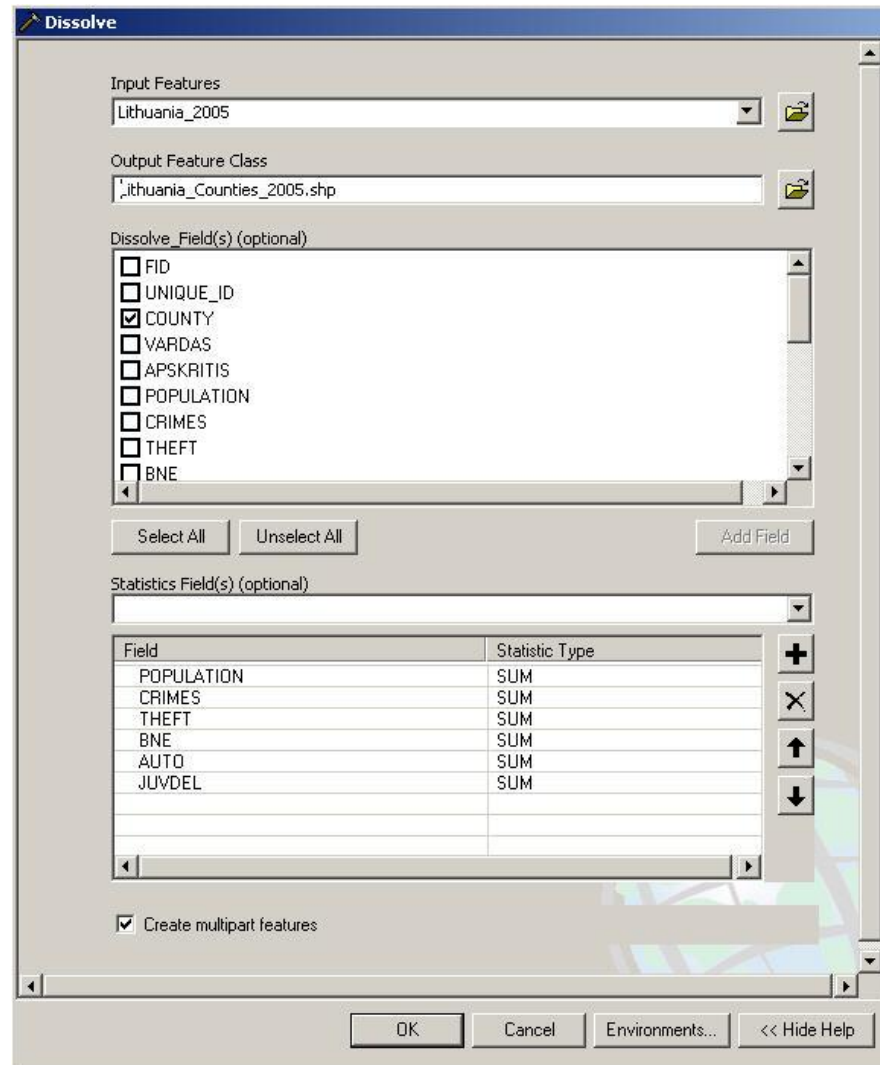 Dissolve
Input Features
Lithuania_2005
Output Feature Class
Lithuania_Counties_2005.shp
Dissolve_Field(s) (optional)
FID
UNIQUE_ID
COUNTY
VARDAS
APSKRITIS
POPULATION
CRIMES
THEFT
BNE
Select All Unselect All Add Field
Statistics Field(s) (optional)
Field Statistic Type
POPULATION SUM
CRIMES SUM
THEFT SUM
BNE SUM
AUTO SUM
JUVDEL SUM
Create multipart features
OK Cancel Environments... << Hide Help